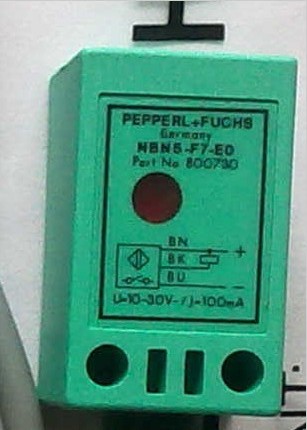 PEPPERL+FUCHS
Germany
NBN5-F7-E0
Part No 800730
BN
+
BK
BU
-
U=10-30V-/J=100mA